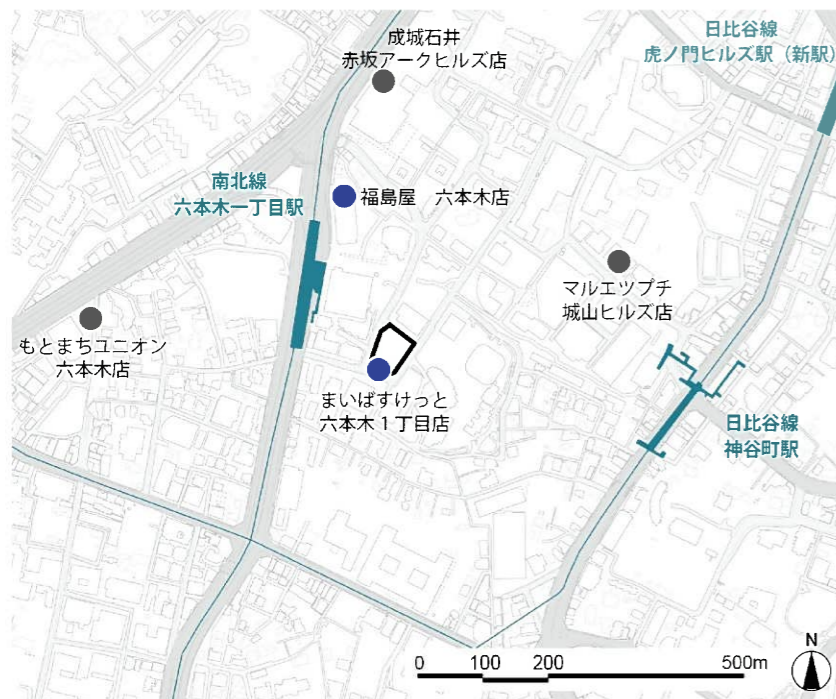 成城石井
赤坂アークヒルズ店
日比谷線
虎ノ門ヒルズ駅（新駅）
南北線
六本木一丁目駅
福島屋　六本木店
マルエツプチ
城山ヒルズ店
もとまちユニオン
六本木店
まいばすけっと
六本木１丁目店
日比谷線
神谷町駅
0 100 200 500m
N